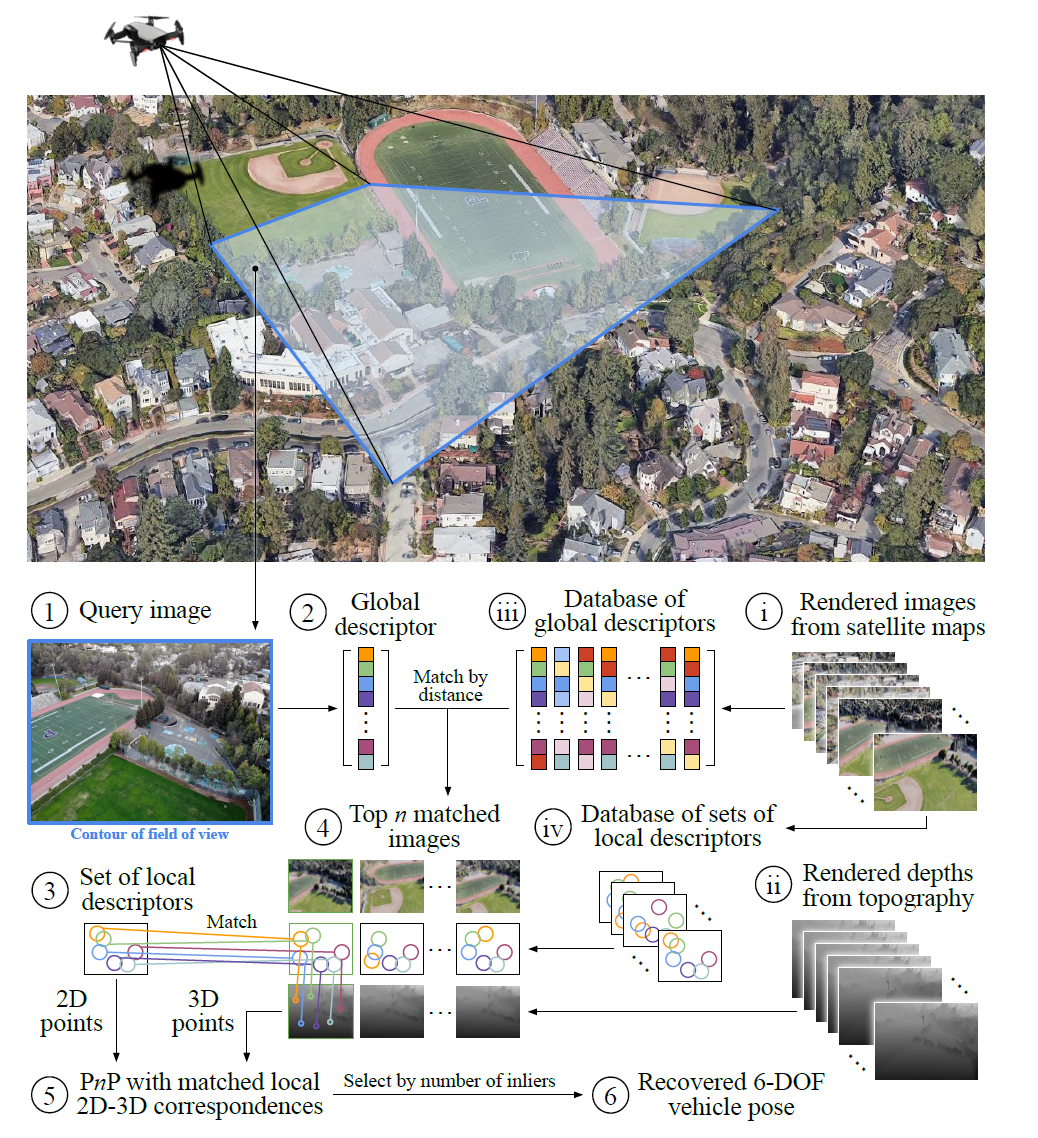 1 Query image
2 Global
descriptor
iii Database of
global descriptors
i Rendered images
from satellite maps
Match by
distance
Contour of field of view
4 Top n matched
images
iv Database of sets of
local descriptors
3 Set of local
descriptors
ii Rendered depths
from topography
Match
2D
points
3D
points
5 PnP with matched local
2D-3D correspondences
Select by number of inliers
6 Recovered 6-DOF
vehicle pose